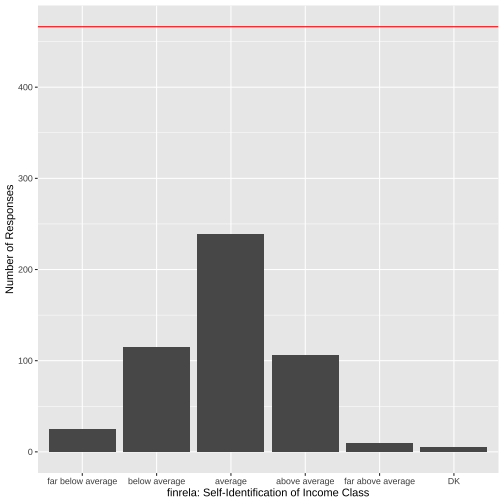 Number of Responses
400
300
200
100
0
far below average below average average above average far above average DK
finrela: Self-Identification of Income Class